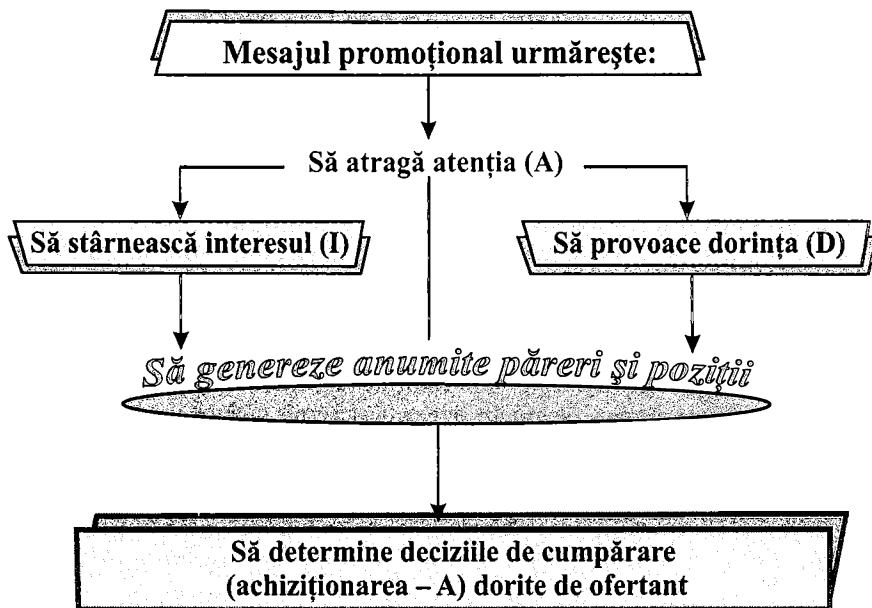 Mesajul promoțional urmărește:
Să atragă atenția (A)
Să stârnească interesul (I)
Să provoace dorința (D)
Să genereze anumite păreri și poziții
Să determine deciziile de cumpărare
(achiziționarea – A) dorite de ofertant